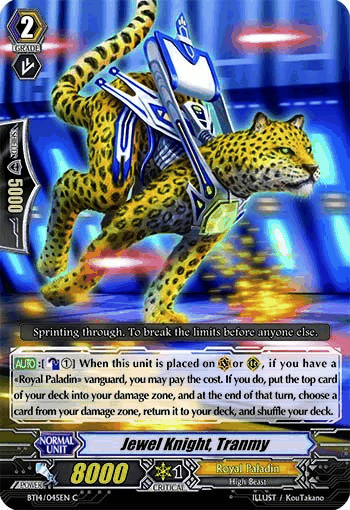 2
GRADE
5000
Sprinting through. To break the limits before anyone else.
AUTO:[ 1] When this unit is placed on or , if you have a
«Royal Paladin» vanguard, you may pay the cost. If you do, put the top card
of your deck into your damage zone, and at the end of that turn, choose a
card from your damage zone, return it to your deck, and shuffle your deck.
NORMAL UNIT
Jewel Knight, Tranmy
POWER
8000
1
CRITICAL
Royal Paladin
High Beast
BT14/045EN C
ILLUST / KouTakano